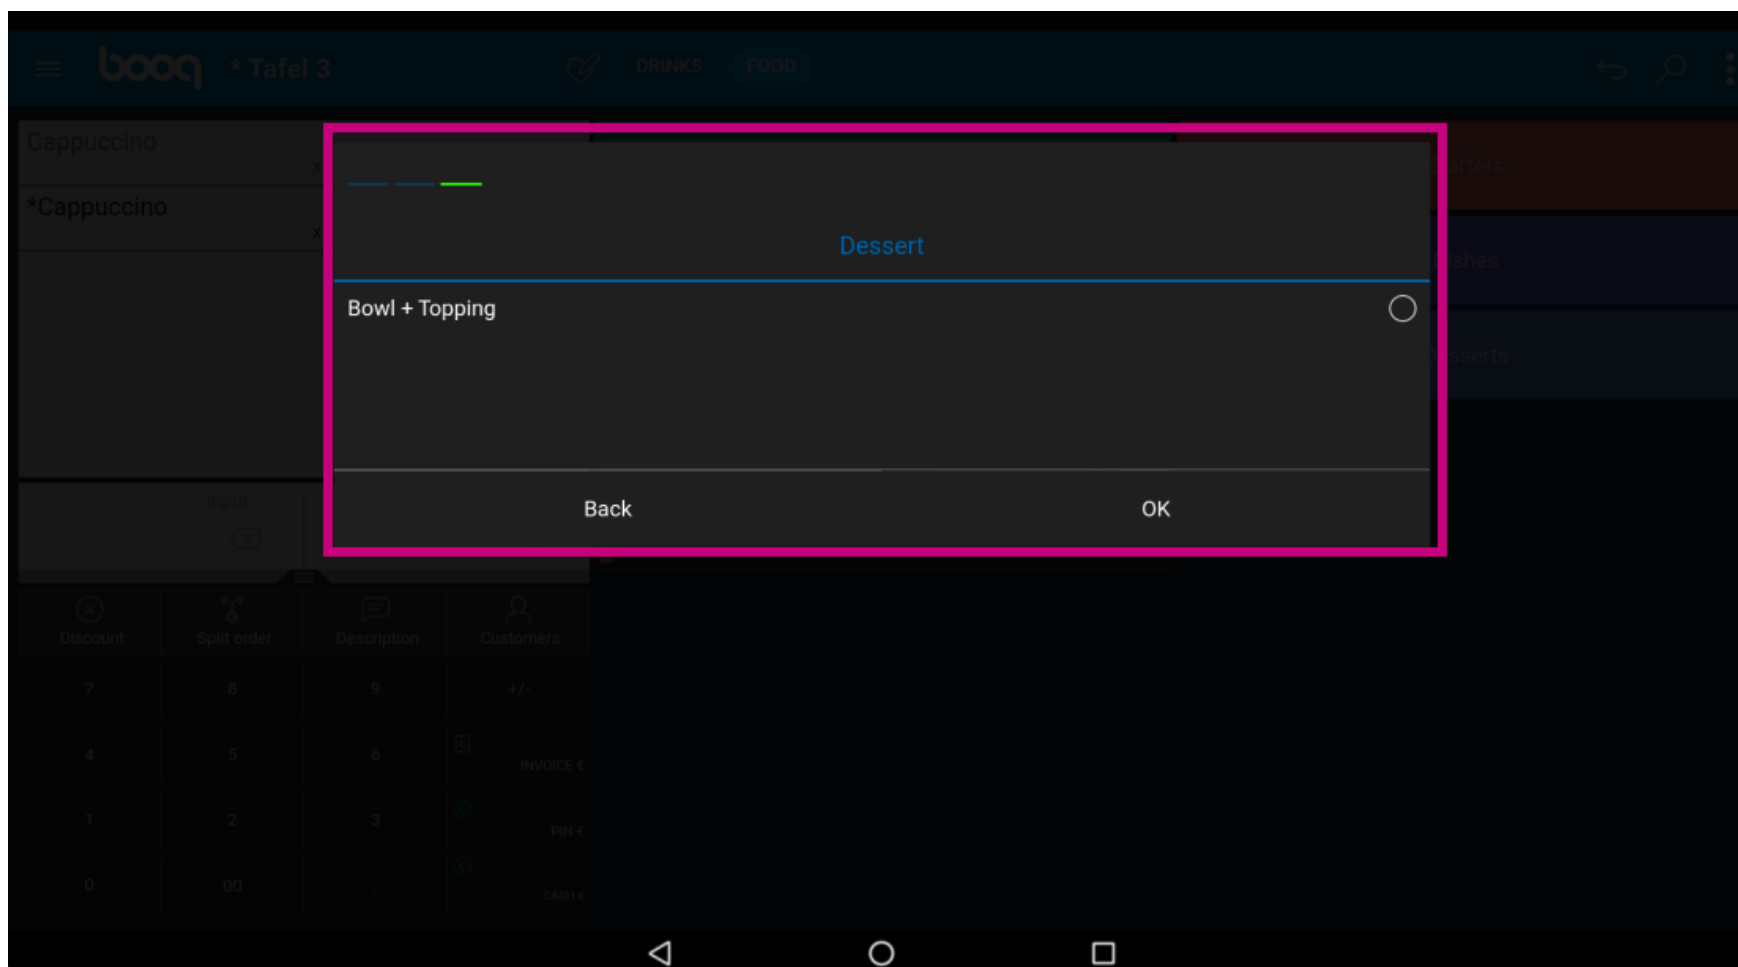 booq * Tafel 3 DRINKS FOOD
Cappuccino
x
*Cappuccino
x
Dessert
Bowl + Topping
Back OK
Input
Discount Split order Description Customers
7 8 9 +/-
4 5 6 INVOICE €
1 2 3 PIN €
0 00 . CASH €